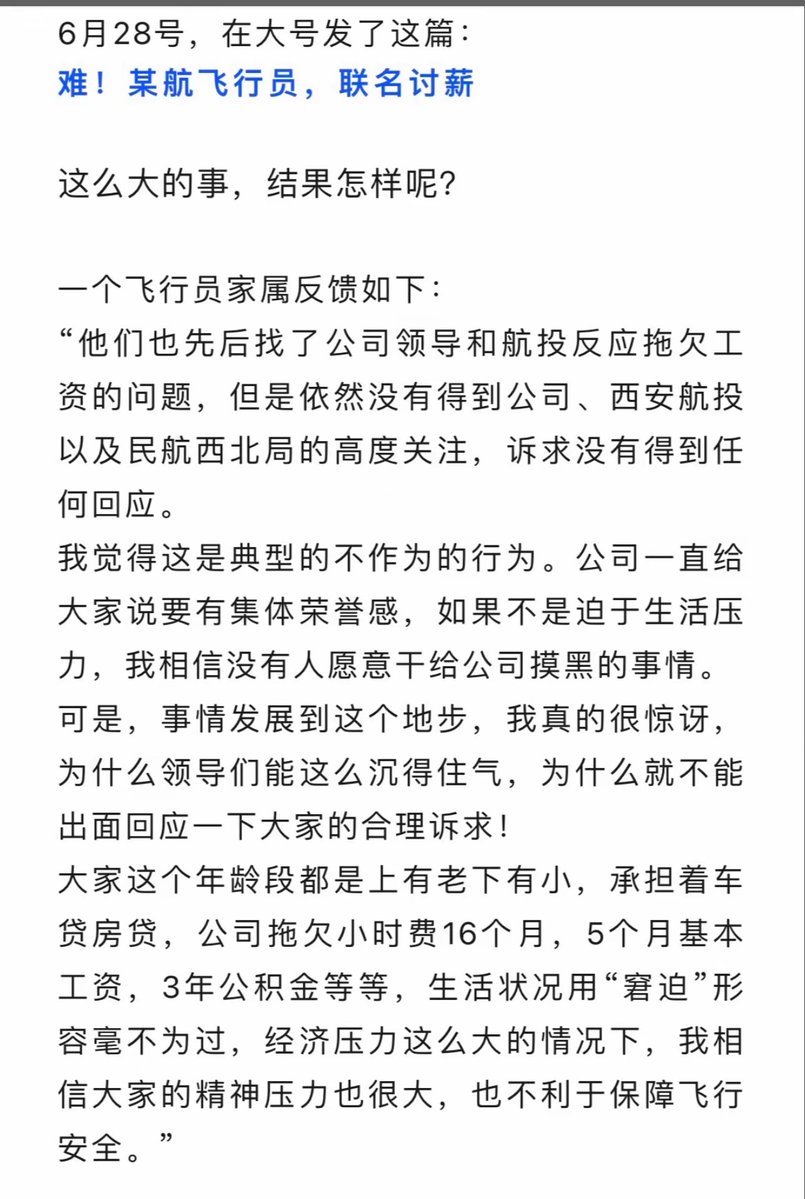 6月28号，在大号发了这篇：
难！某航飞行员，联名讨薪
这么大的事，结果怎样呢？
一个飞行员家属反馈如下：
“他们也先后找了公司领导和航投反应拖欠工
资的问题，但是依然没有得到公司、西安航投
以及民航西北局的高度关注，诉求没有得到任
何回应。
我觉得这是典型的不作为的行为。公司一直给
大家说要有集体荣誉感，如果不是迫于生活压
力，我相信没有人愿意干给公司摸黑的事情。
可是，事情发展到这个地步，我真的很惊讶，
为什么领导们能这么沉得住气，为什么就不能
出面回应一下大家的合理诉求！
大家这个年龄段都是上有老下有小，承担着车
贷房贷，公司拖欠小时费16个月，5个月基本
工资，3年公积金等等，生活状况用“窘迫”形
容毫不为过，经济压力这么大的情况下，我相
信大家的精神压力也很大，也不利于保障飞行
安全。”